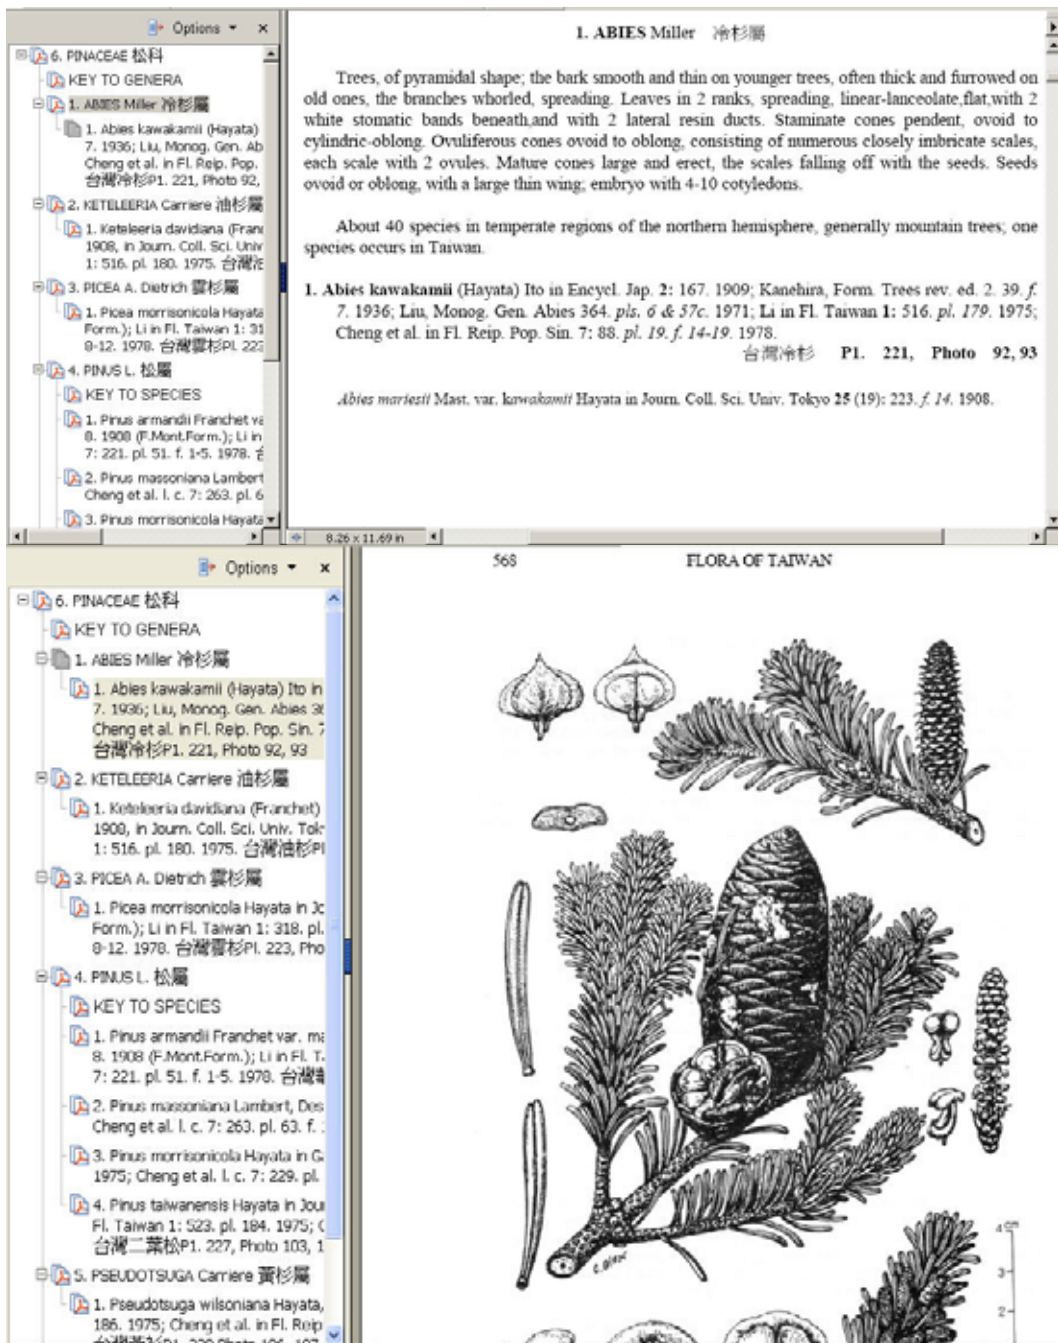 Options
6. PINACEAE 松科
KEY TO GENERA
1. ABIES Miller 冷杉屬
1. Abies kawakamii (Hayata)
7. 1936; Liu, Monog. Gen. Ab
Cheng et al. in Fl. Reip. Pop.
台灣冷杉P1. 221, Photo 92,
2. KETELEERIA Carriere 油杉屬
1. Keteleeria davidiana (Fran
1908, in Journ. Coll. Sci. Univ
1: 516. pl. 180. 1975. 台灣油
3. PICEA A. Dietrich 雲杉屬
1. Picea morrisonicola Hayata
Form.); Li in Fl. Taiwan 1: 31
8-12. 1978. 台灣雲杉Pl. 223
4. PINUS L. 松屬
KEY TO SPECIES
1. Pinus armandii Franchet va
8. 1908 (F.Mont.Form.); Li in
7: 221. pl. 51. f. 1-5. 1978.
2. Pinus massoniana Lambert
Cheng et al. l. c. 7: 263. pl. 6
3. Pinus morrisonicola Hayata
1. ABIES Miller 冷杉屬
Trees, of pyramidal shape; the bark smooth and thin on younger trees, often thick and furrowed on
old ones, the branches whorled, spreading. Leaves in 2 ranks, spreading, linear-lanceolate,flat,with 2
white stomatic bands beneath,and with 2 lateral resin ducts. Staminate cones pendent, ovoid to
cylindric-oblong. Ovuliferous cones ovoid to oblong, consisting of numerous closely imbricate scales,
each scale with 2 ovules. Mature cones large and erect, the scales falling off with the seeds. Seeds
ovoid or oblong, with a large thin wing; embryo with 4-10 cotyledons.
About 40 species in temperate regions of the northern hemisphere, generally mountain trees; one
species occurs in Taiwan.
1. Abies kawakamii (Hayata) Ito in Encycl. Jap. 2: 167. 1909; Kanehira, Form. Trees rev. ed. 2. 39. f.
7. 1936; Liu, Monog. Gen. Abies 364. pls. 6 & 57c. 1971; Li in Fl. Taiwan 1: 516. pl. 179. 1975;
Cheng et al. in Fl. Reip. Pop. Sin. 7: 88. pl. 19. f. 14-19. 1978.
台灣冷杉 P1. 221, Photo 92, 93
Abies mariesii Mast. var. kawakamii Hayata in Journ. Coll. Sci. Univ. Tokyo 25 (19): 223. f. 14. 1908.
8.26 x 11.69 in
Options
6. PINACEAE 松科
KEY TO GENERA
1. ABIES Miller 冷杉屬
1. Abies kawakamii (Hayata) Ito in
7. 1936; Liu, Monog. Gen. Abies 36
Cheng et al. in Fl. Reip. Pop. Sin. 7
台灣冷杉P1. 221, Photo 92, 93
2. KETELEERIA Carriere 油杉屬
1. Keteleeria davidiana (Franchet)
1908, in Journ. Coll. Sci. Univ. Tok
1: 516. pl. 180. 1975. 台灣油杉Pl
3. PICEA A. Dietrich 雲杉屬
1. Picea morrisonicola Hayata in Jo
Form.); Li in Fl. Taiwan 1: 318. pl.
8-12. 1978. 台灣雲杉Pl. 223, Pho
4. PINUS L. 松屬
KEY TO SPECIES
1. Pinus armandii Franchet var. ma
8. 1908 (F.Mont.Form.); Li in Fl. T
7: 221. pl. 51. f. 1-5. 1978. 台灣
2. Pinus massoniana Lambert, Des
Cheng et al. l. c. 7: 263. pl. 63. f.
3. Pinus morrisonicola Hayata in G
1975; Cheng et al. l. c. 7: 229. pl.
4. Pinus taiwanensis Hayata in Jour
Fl. Taiwan 1: 523. pl. 184. 1975; C
台灣二葉松P1. 227, Photo 103, 1
5. PSEUDOTSUGA Carriere 黃杉屬
1. Pseudotsuga wilsoniana Hayata,
186. 1975; Cheng et al. in Fl. Reip
568 FLORA OF TAIWAN
4 cm
3
2